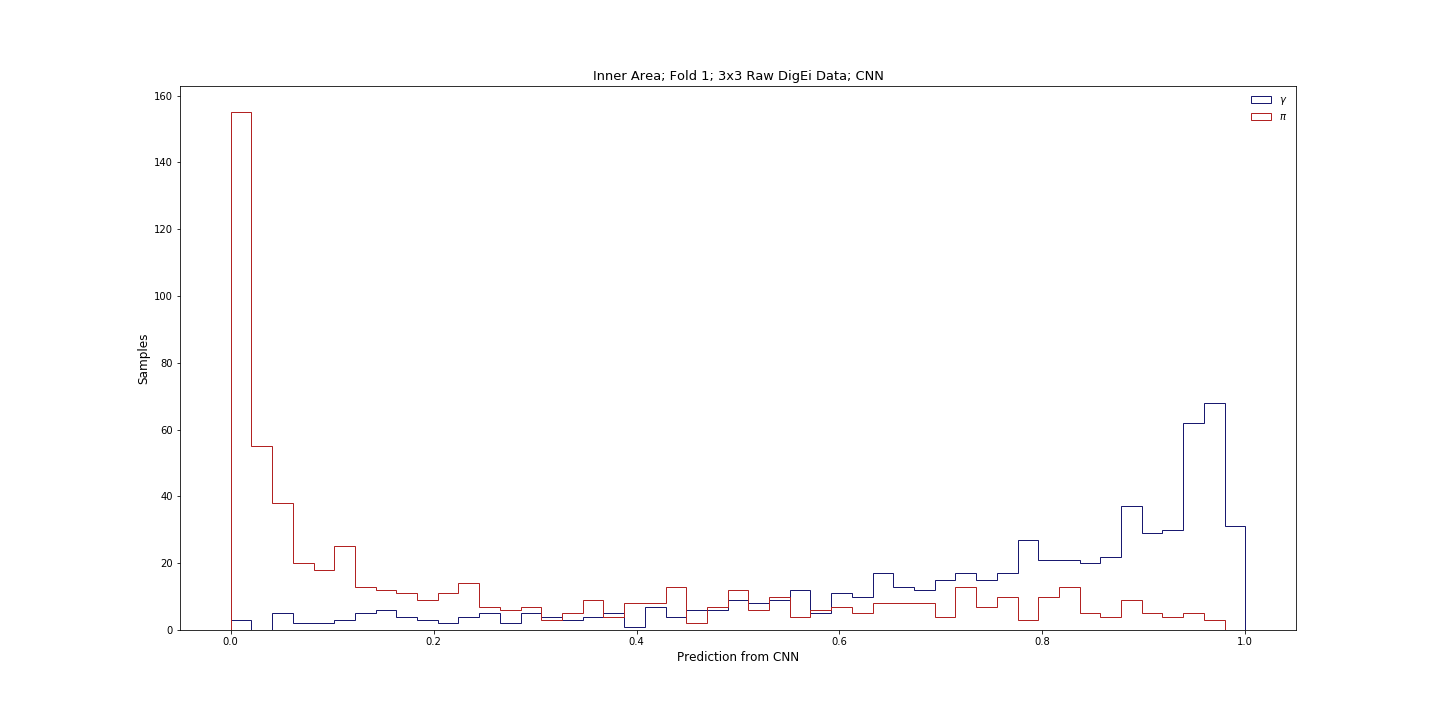 Inner Area; Fold 1; 3x3 Raw DigEi Data; CNN
γ
π
160
140
120
100
80
60
40
20
0
Samples
0.0 0.2 0.4 0.6 0.8 1.0
Prediction from CNN